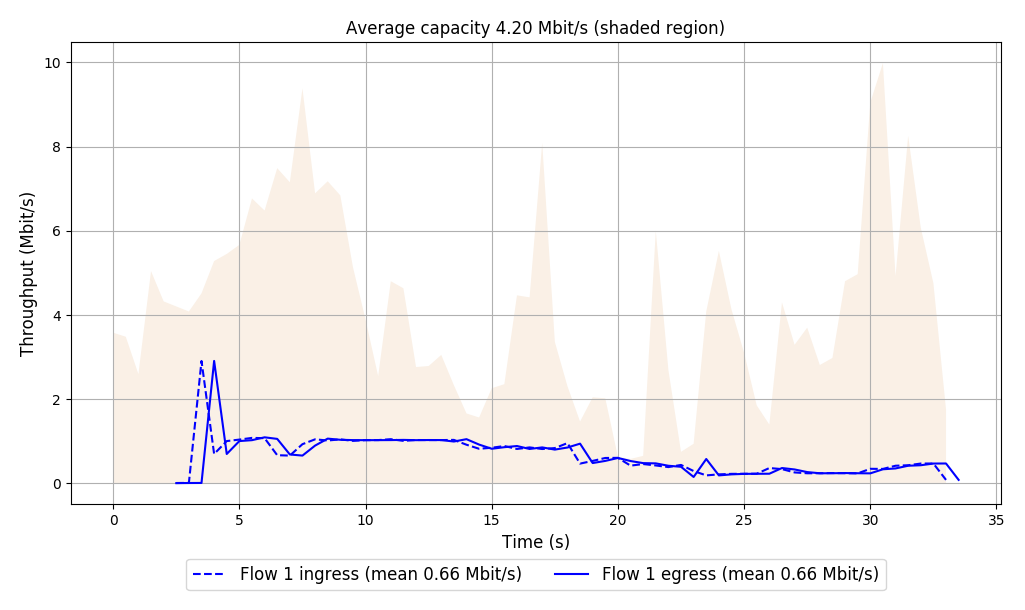 Average capacity 4.20 Mbit/s (shaded region)
10
8
6
4
2
0
Throughput (Mbit/s)
0 5 10 15 20 25 30 35
Time (s)
Flow 1 ingress (mean 0.66 Mbit/s) Flow 1 egress (mean 0.66 Mbit/s)